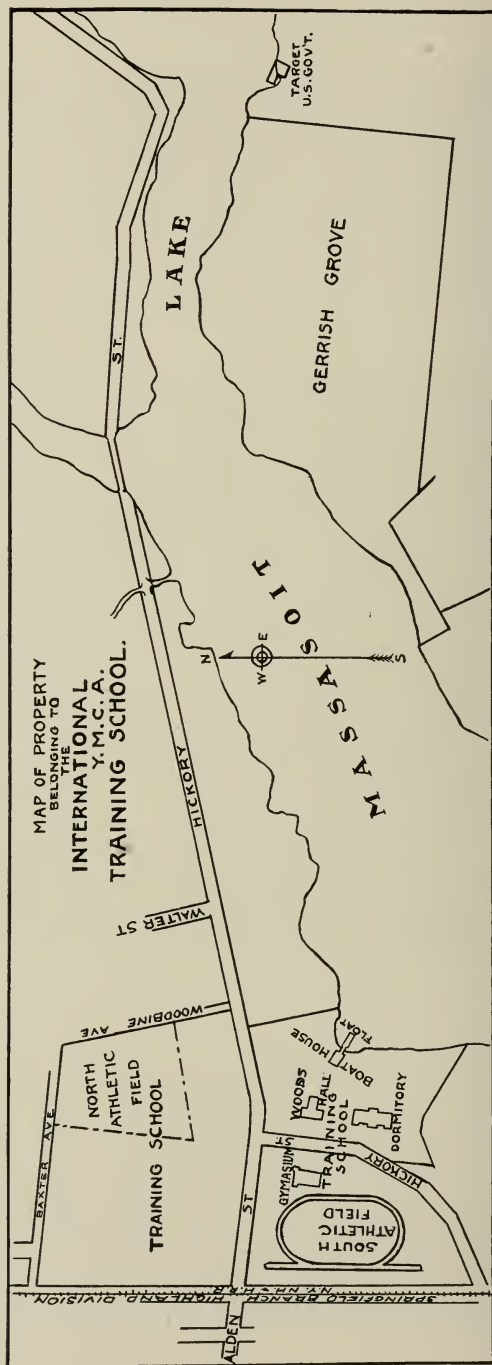 MAP OF PROPERTY
BELONGING TO
THE
INTERNATIONAL
Y.M.C.A.
TRAINING SCHOOL.
BAXTER AVE
WOODBINE AVE
NORTH
ATHLETIC
FIELD
TRAINING SCHOOL
WALTER ST
HICKORY
ST.
LAKE
MASSASOIT
N
W
E
S
TARGET
U.S. GOV'T.
GERRISH GROVE
SPRINGFIELD BRANCH HIGHLAND DIVISION
N.Y. N.H. & H. R.R.
ALDEN
ST
GYMASIUM
ST
HICKORY
SOUTH
ATHLETIC
FIELD
WOODS
HALL
TRAINING
SCHOOL
DORMITORY
BOAT HOUSE
FLOAT